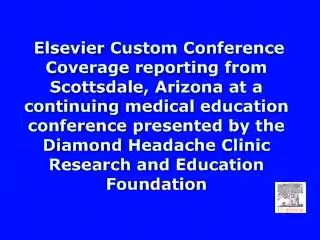 Elsevier Custom Conference
Coverage reporting from
Scottsdale, Arizona at a
continuing medical education
conference presented by the
Diamond Headache Clinic
Research and Education
Foundation